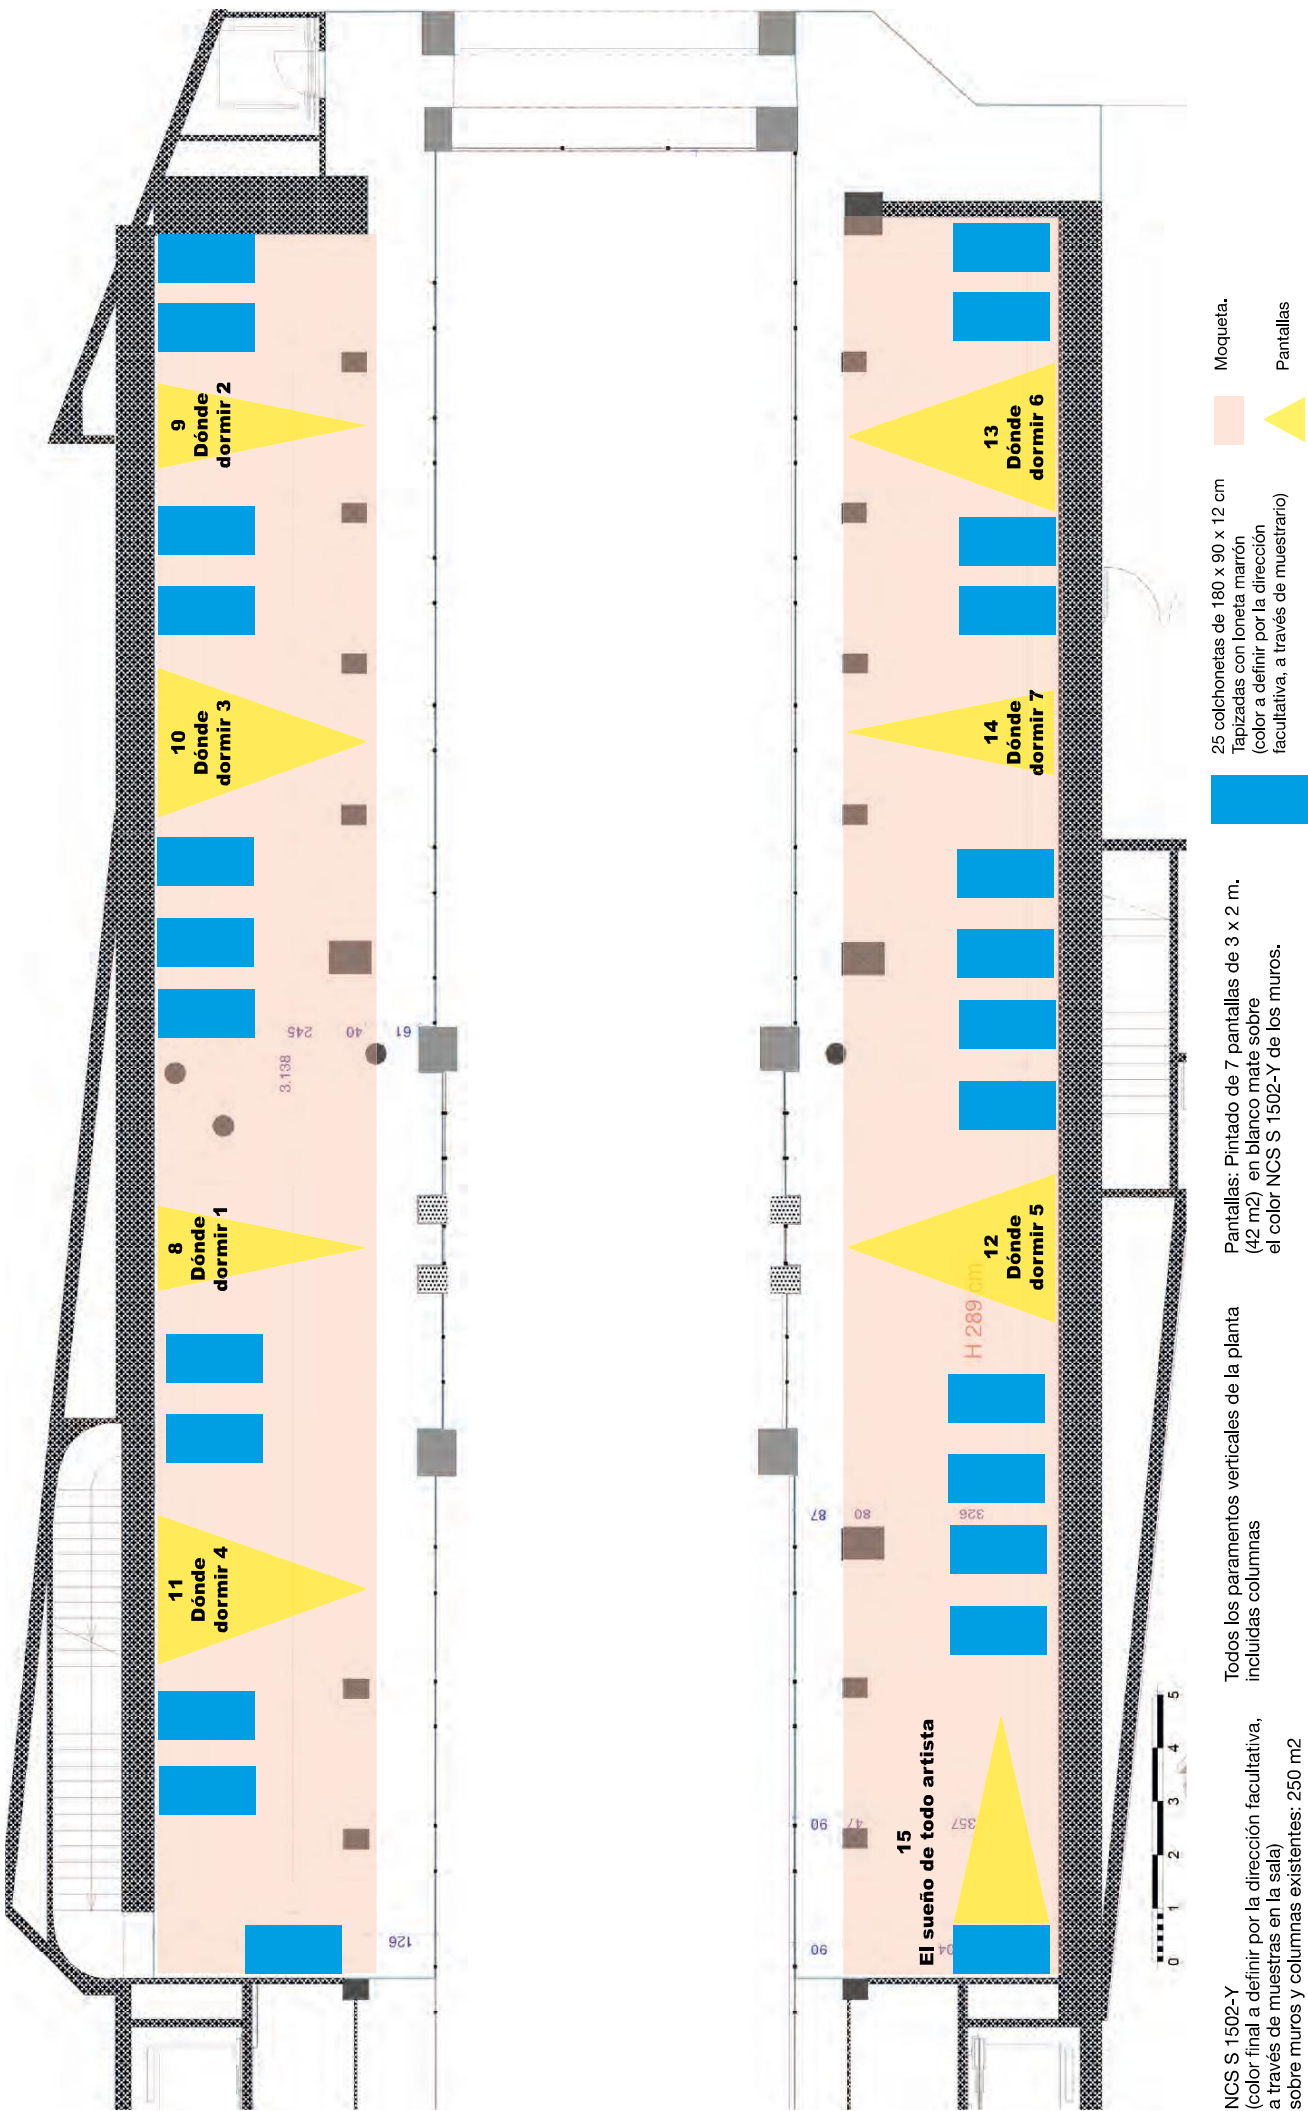 9
Dónde
dormir 2
10
Dónde
dormir 3
8
Dónde
dormir 1
11
Dónde
dormir 4
13
Dónde
dormir 6
14
Dónde
dormir 7
12
Dónde
dormir 5
15
El sueño de todo artista
245
40
61
3.138
126
H 289 cm
87
80
326
90
47
357
90
04
0 1 2 3 4 5
NCS S 1502-Y
(color final a definir por la dirección facultativa,
a través de muestras en la sala)
sobre muros y columnas existentes: 250 m2
Todos los paramentos verticales de la planta
incluidas columnas
Pantallas: Pintado de 7 pantallas de 3 x 2 m.
(42 m2) en blanco mate sobre
el color NCS S 1502-Y de los muros.
25 colchonetas de 180 x 90 x 12 cm
Tapizadas con loneta marrón
(color a definir por la dirección
facultativa, a través de muestrario)
Moqueta.
Pantallas